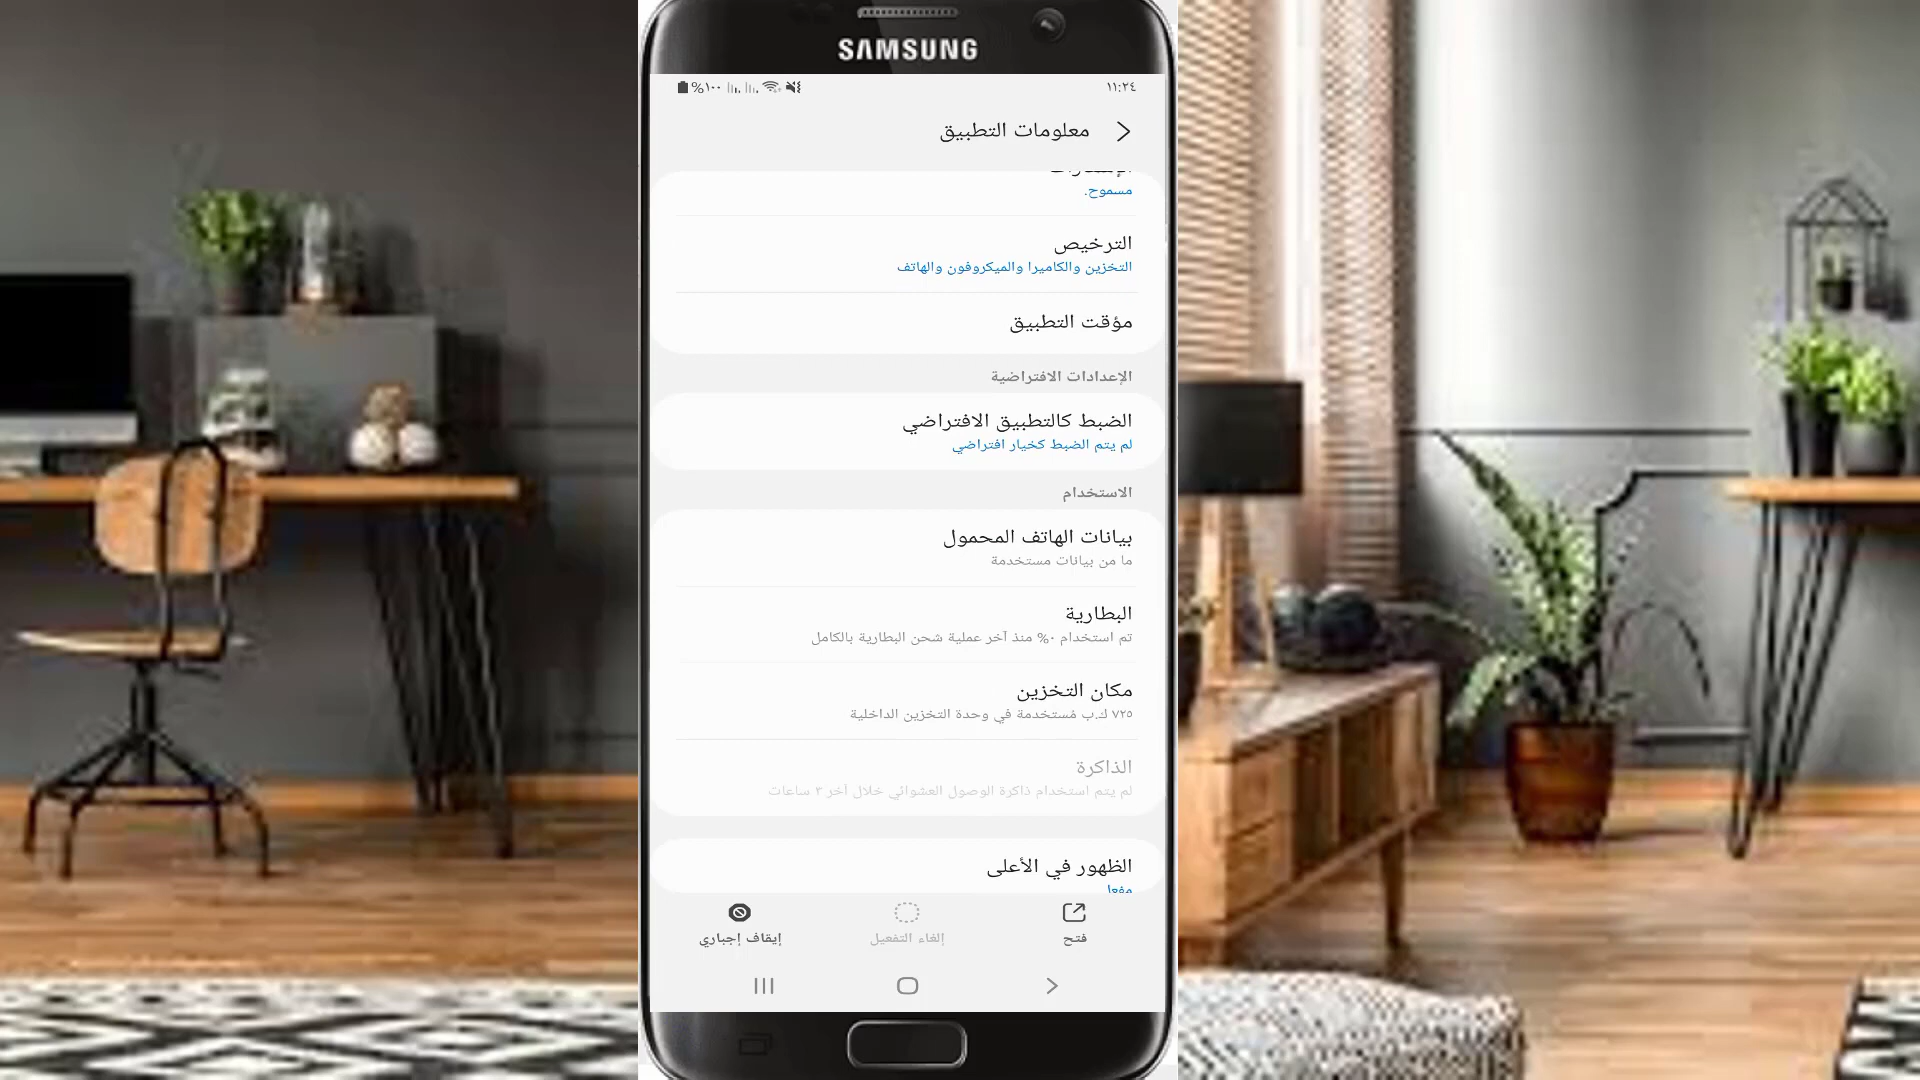 SAMSUNG
١١:٢٤
%١٠٠
معلومات التطبيق
مسموح.
الترخيص
التخزين والكاميرا والميكروفون والهاتف
مؤقت التطبيق
الإعدادات الافتراضية
الضبط كالتطبيق الافتراضي
لم يتم الضبط كخيار افتراضي
الاستخدام
بيانات الهاتف المحمول
ما من بيانات مستخدمة
البطارية
تم استخدام ٠% منذ آخر عملية شحن البطارية بالكامل
مكان التخزين
٧٢٥ ك.ب مُستخدمة في وحدة التخزين الداخلية
الذاكرة
لم يتم استخدام ذاكرة الوصول العشوائي خلال آخر ٣ ساعات
الظهور في الأعلى
فتح
إلغاء التفعيل
إيقاف إجباري